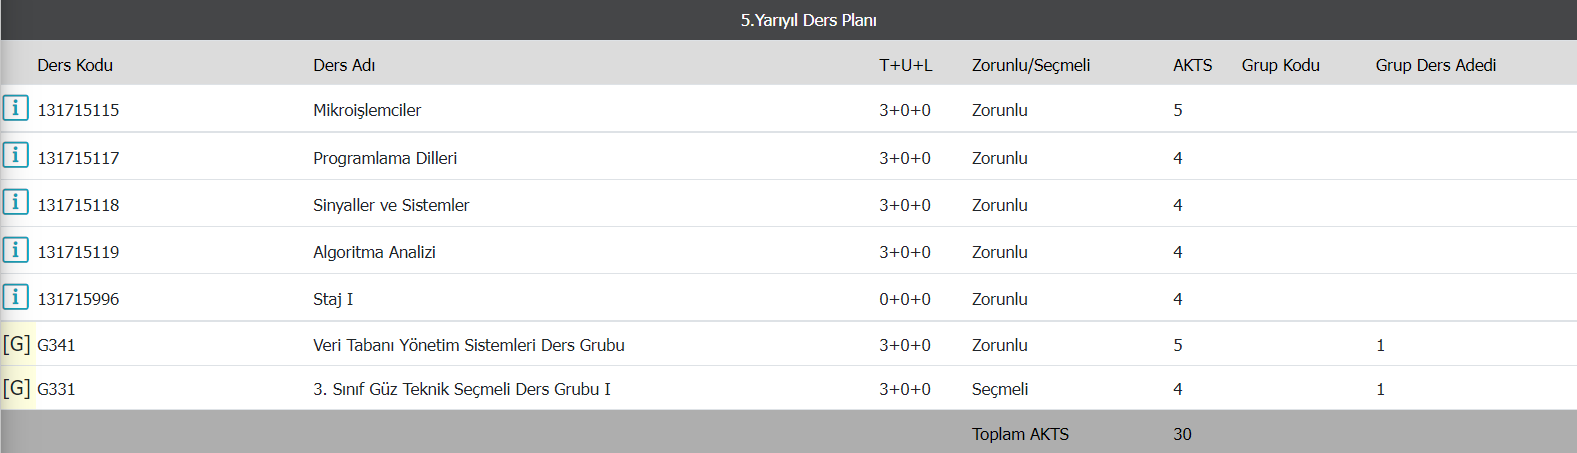 5.Yarıyıl Ders Planı
Ders Kodu Ders Adı T+U+L Zorunlu/Seçmeli AKTS Grup Kodu Grup Ders Adedi
i 131715115 Mikroişlemciler 3+0+0 Zorunlu 5
i 131715117 Programlama Dilleri 3+0+0 Zorunlu 4
i 131715118 Sinyaller ve Sistemler 3+0+0 Zorunlu 4
i 131715119 Algoritma Analizi 3+0+0 Zorunlu 4
i 131715996 Staj I 0+0+0 Zorunlu 4
[G] G341 Veri Tabanı Yönetim Sistemleri Ders Grubu 3+0+0 Zorunlu 5 1
[G] G331 3. Sınıf Güz Teknik Seçmeli Ders Grubu I 3+0+0 Seçmeli 4 1
Toplam AKTS 30